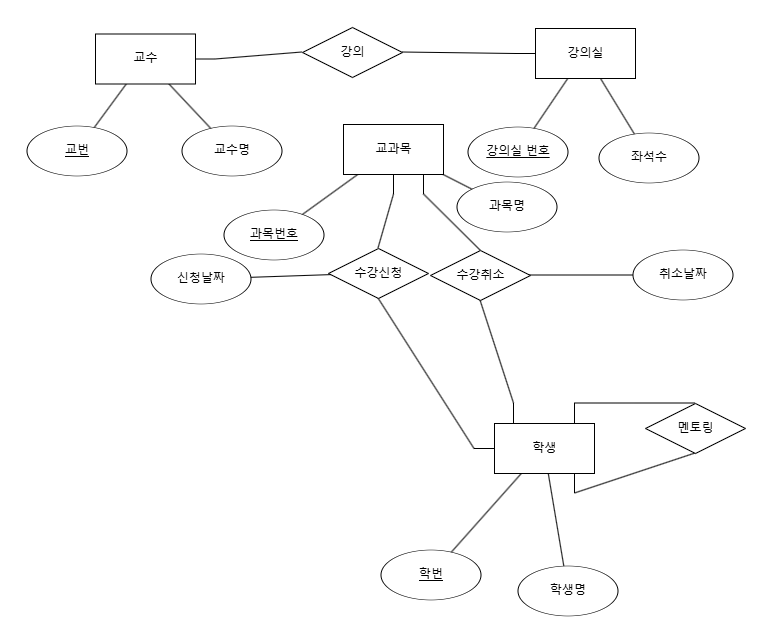 교수
강의
강의실
교번
교수명
교과목
강의실 번호
좌석수
과목번호
과목명
신청날짜
수강신청
수강취소
취소날짜
학생
멘토링
학번
학생명